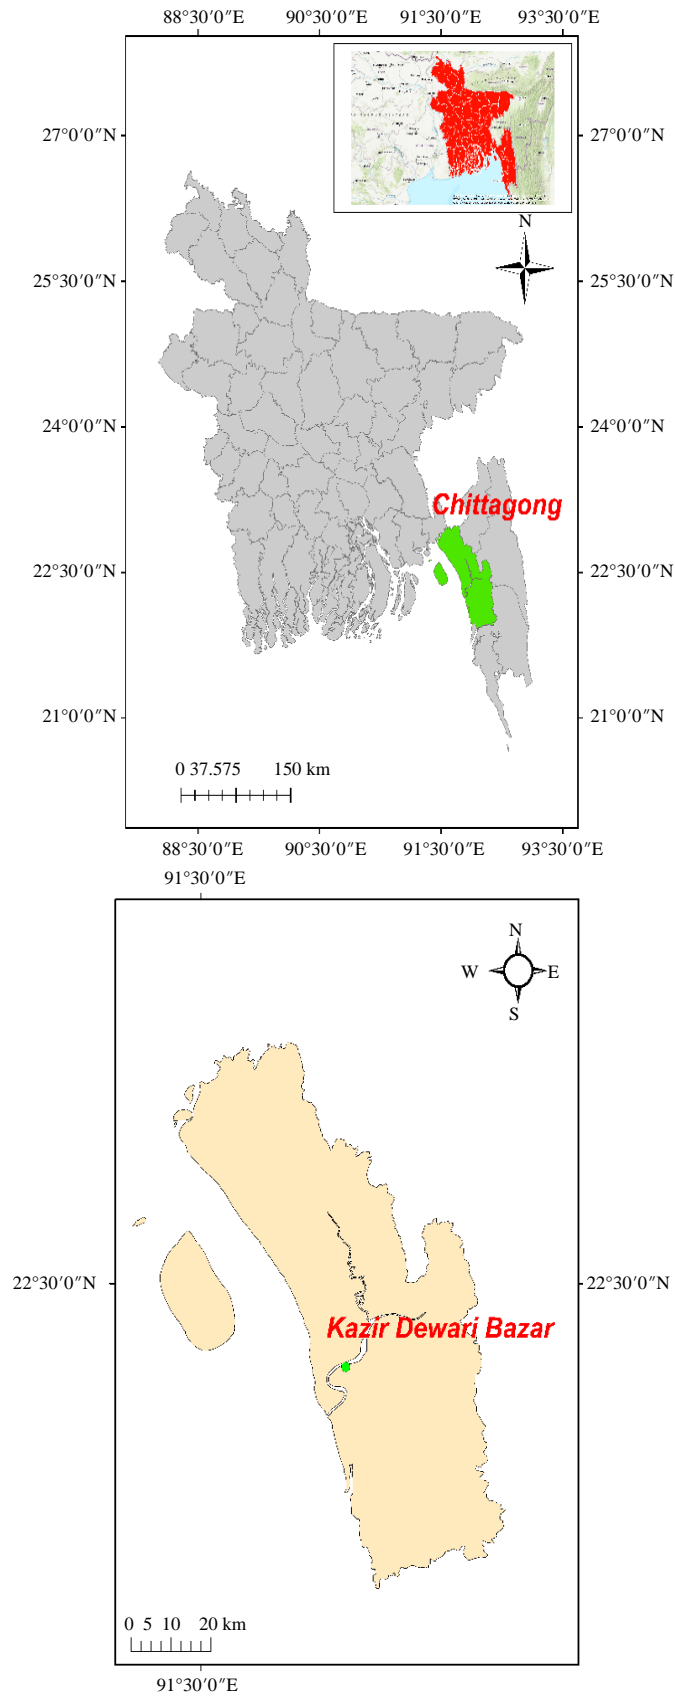 88°30′0″E 90°30′0″E 91°30′0″E 93°30′0″E
27°0′0″N 27°0′0″N
N
25°30′0″N 25°30′0″N
24°0′0″N 24°0′0″N
Chittagong
22°30′0″N 22°30′0″N
21°0′0″N 21°0′0″N
0 37.575 150 km
88°30′0″E 90°30′0″E 91°30′0″E 93°30′0″E
91°30′0″E
N
W E
S
22°30′0″N 22°30′0″N
Kazir Dewari Bazar
0 5 10 20 km
91°30′0″E